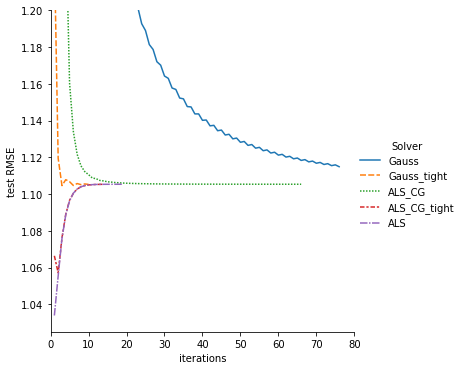 1.20
1.18
1.16
1.14
1.12
1.10
1.08
1.06
1.04
test RMSE
0 10 20 30 40 50 60 70 80
iterations
Solver
Gauss
Gauss_tight
ALS_CG
ALS_CG_tight
ALS